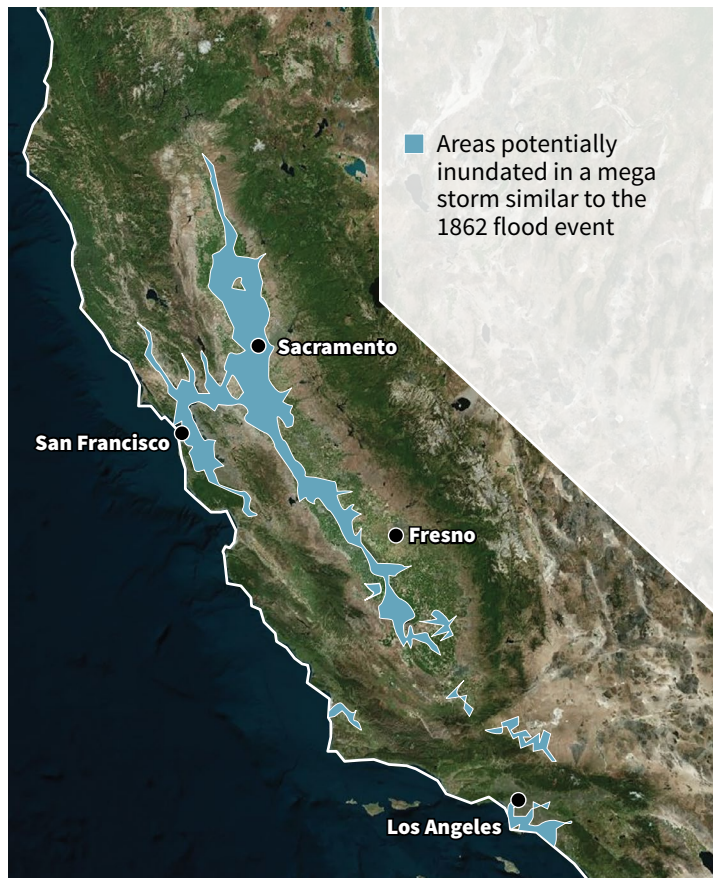 Areas potentially
inundated in a mega
storm similar to the
1862 flood event
Sacramento
San Francisco
Fresno
Los Angeles